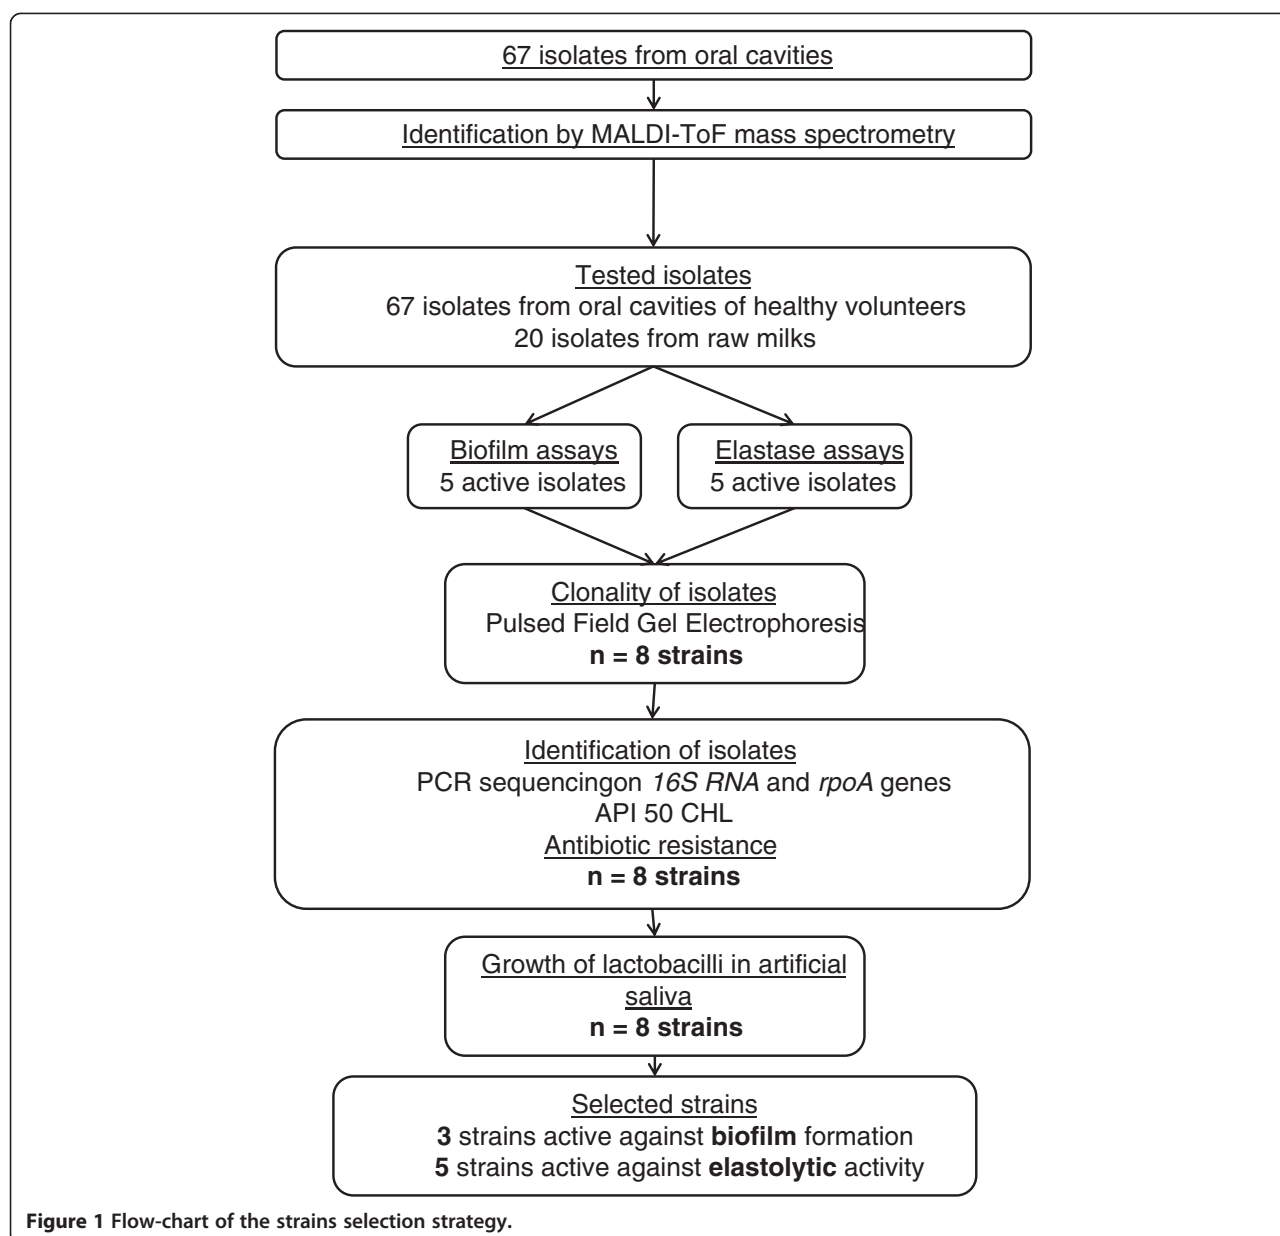 67 isolates from oral cavities
Identification by MALDI-ToF mass spectrometry
Tested isolates
67 isolates from oral cavities of healthy volunteers
20 isolates from raw milks
Biofilm assays
5 active isolates
Elastase assays
5 active isolates
Clonality of isolates
Pulsed Field Gel Electrophoresis
n = 8 strains
Identification of isolates
PCR sequencingon 16S RNA and rpoA genes
API 50 CHL
Antibiotic resistance
n = 8 strains
Growth of lactobacilli in artificial
saliva
n = 8 strains
Selected strains
3 strains active against biofilm formation
5 strains active against elastolytic activity
Figure 1 Flow-chart of the strains selection strategy.